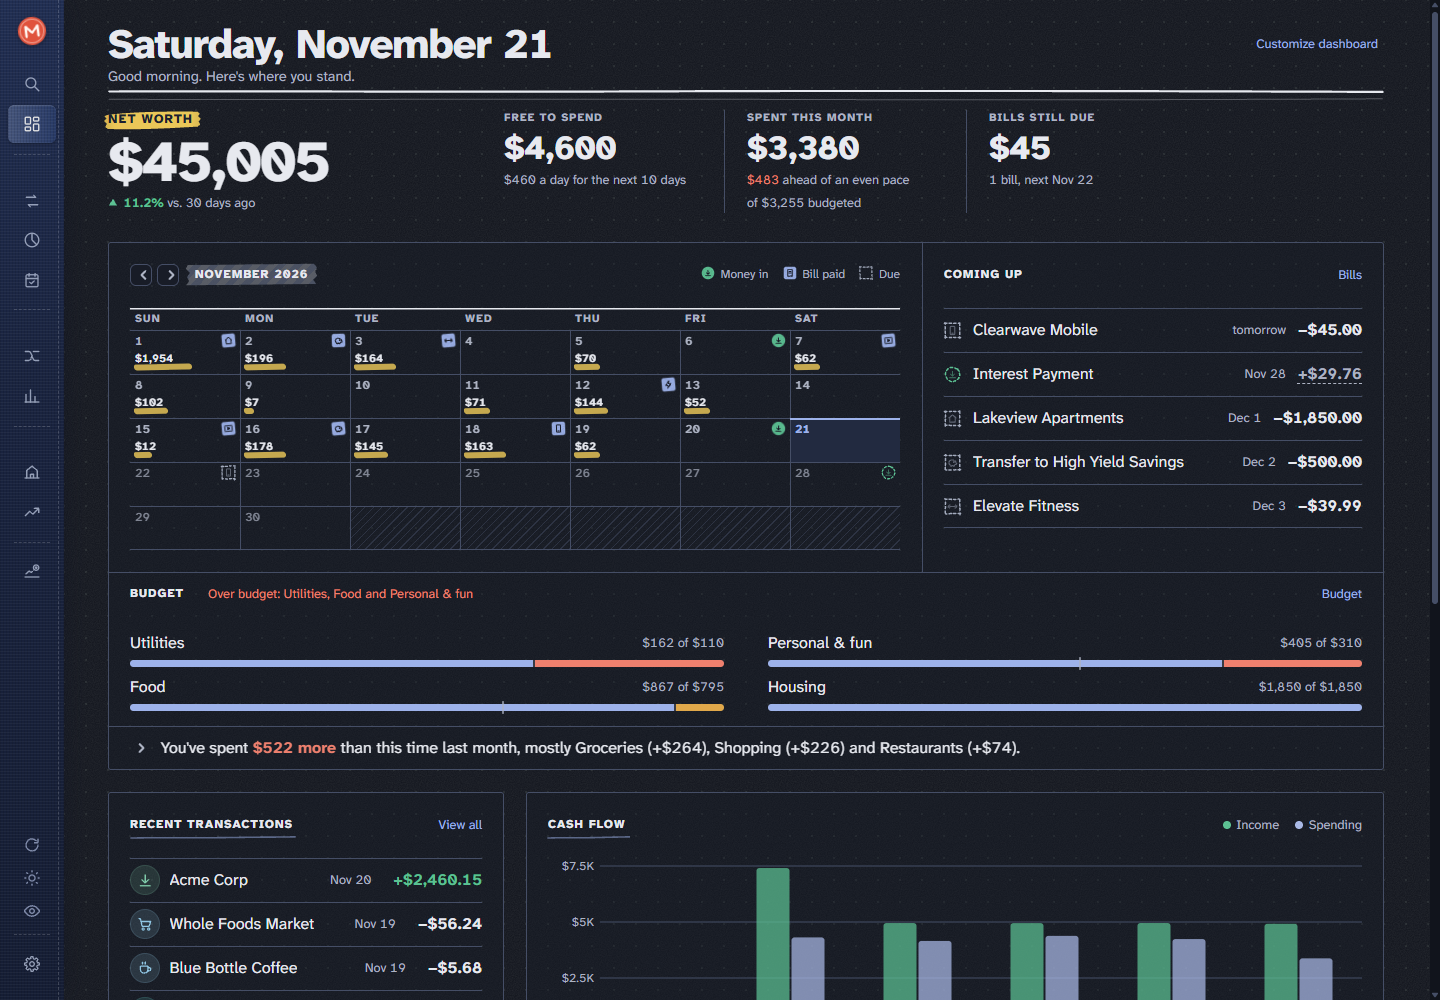 M
Saturday, November 21
Good morning. Here's where you stand.
Customize dashboard
NET WORTH
$45,005
▲ 11.2% vs. 30 days ago
FREE TO SPEND
$4,600
$460 a day for the next 10 days
SPENT THIS MONTH
$3,380
$483 ahead of an even pace
of $3,255 budgeted
BILLS STILL DUE
$45
1 bill, next Nov 22
NOVEMBER 2026
Money in Bill paid Due
SUN MON TUE WED THU FRI SAT
1 2 3 4 5 6 7
$1,954 $196 $164 $70 $62
8 9 10 11 12 13 14
$102 $7 $71 $144 $52
15 16 17 18 19 20 21
$12 $178 $145 $163 $62
22 23 24 25 26 27 28
29 30
COMING UP Bills
Clearwave Mobile tomorrow –$45.00
Interest Payment Nov 28 +$29.76
Lakeview Apartments Dec 1 –$1,850.00
Transfer to High Yield Savings Dec 2 –$500.00
Elevate Fitness Dec 3 –$39.99
BUDGET Over budget: Utilities, Food and Personal & fun Budget
Utilities $162 of $110
Personal & fun $405 of $310
Food $867 of $795
Housing $1,850 of $1,850
You've spent $522 more than this time last month, mostly Groceries (+$264), Shopping (+$226) and Restaurants (+$74).
RECENT TRANSACTIONS View all
Acme Corp Nov 20 +$2,460.15
Whole Foods Market Nov 19 –$56.24
Blue Bottle Coffee Nov 19 –$5.68
CASH FLOW
Income Spending
$7.5K
$5K
$2.5K